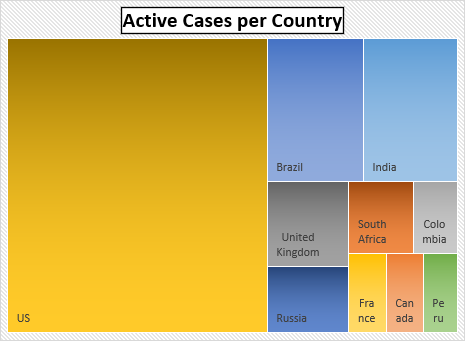 Active Cases per Country
US
Brazil
India
United
Kingdom
Russia
South
Africa
Colo
mbia
Fra
nce
Can
ada
Pe
ru